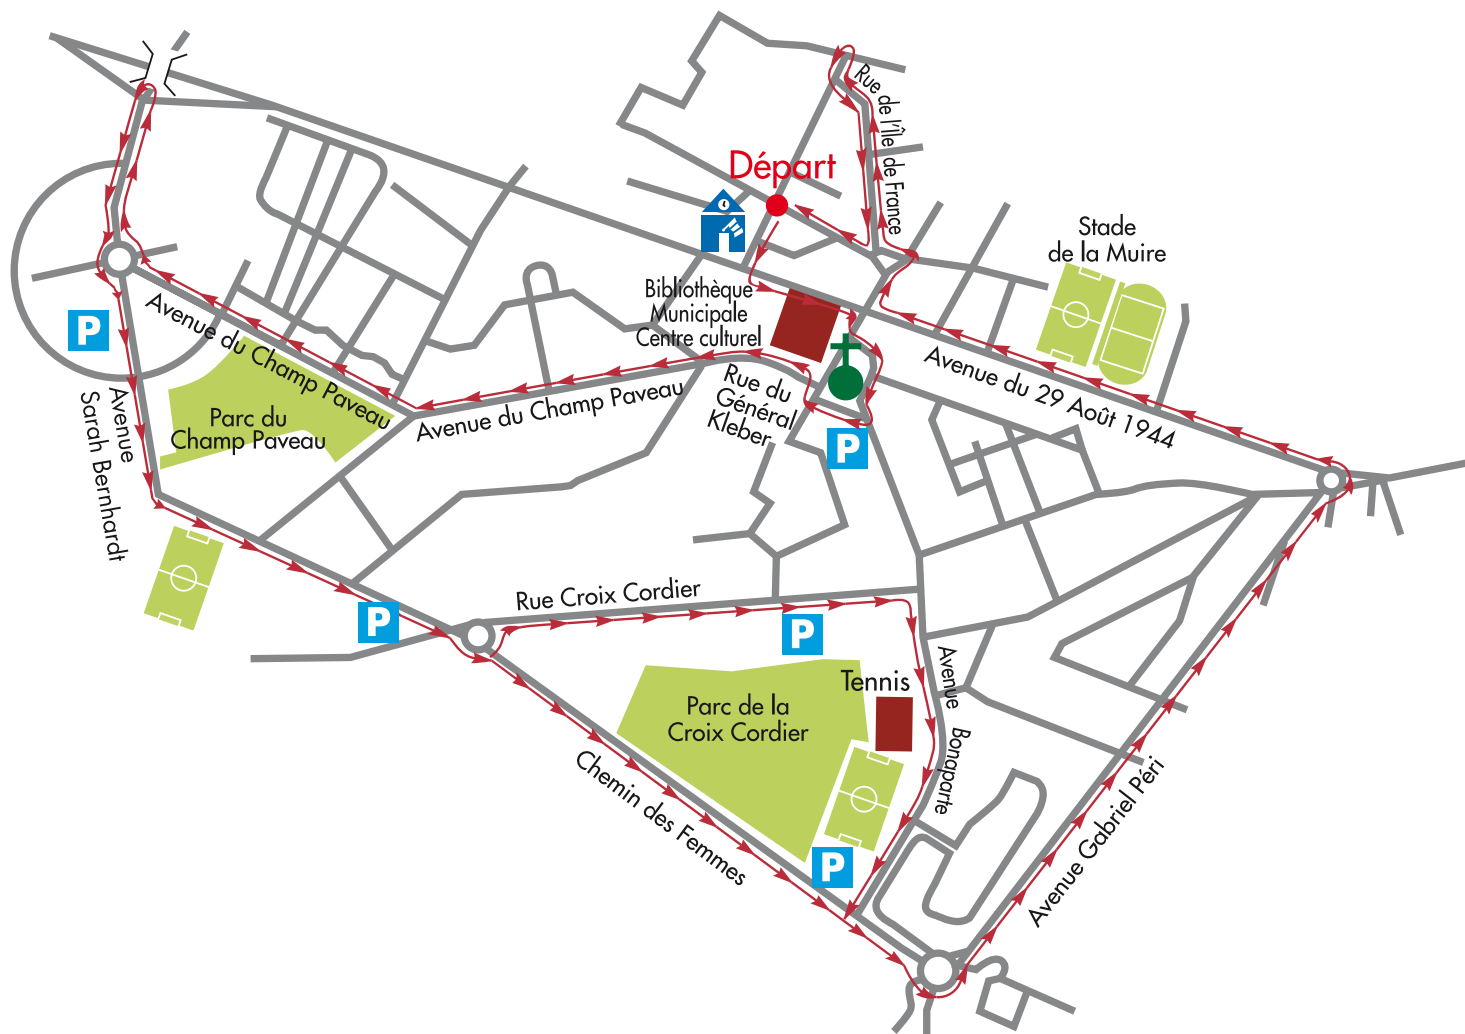 Départ
Rue de l'Île de France
Stade
de la Muire
Bibliothèque
Municipale
Centre culturel
Avenue du Champ Paveau
P
Avenue du 29 Août 1944
Rue du
Général
Kleber
Avenue du Champ Paveau
Parc du
Champ Paveau
Avenue
Sarah Bernhardt
P
Rue Croix Cordier
P
P
Avenue
Bonaparte
Tennis
Parc de la
Croix Cordier
Chemin des Femmes
P
Avenue Gabriel Péri